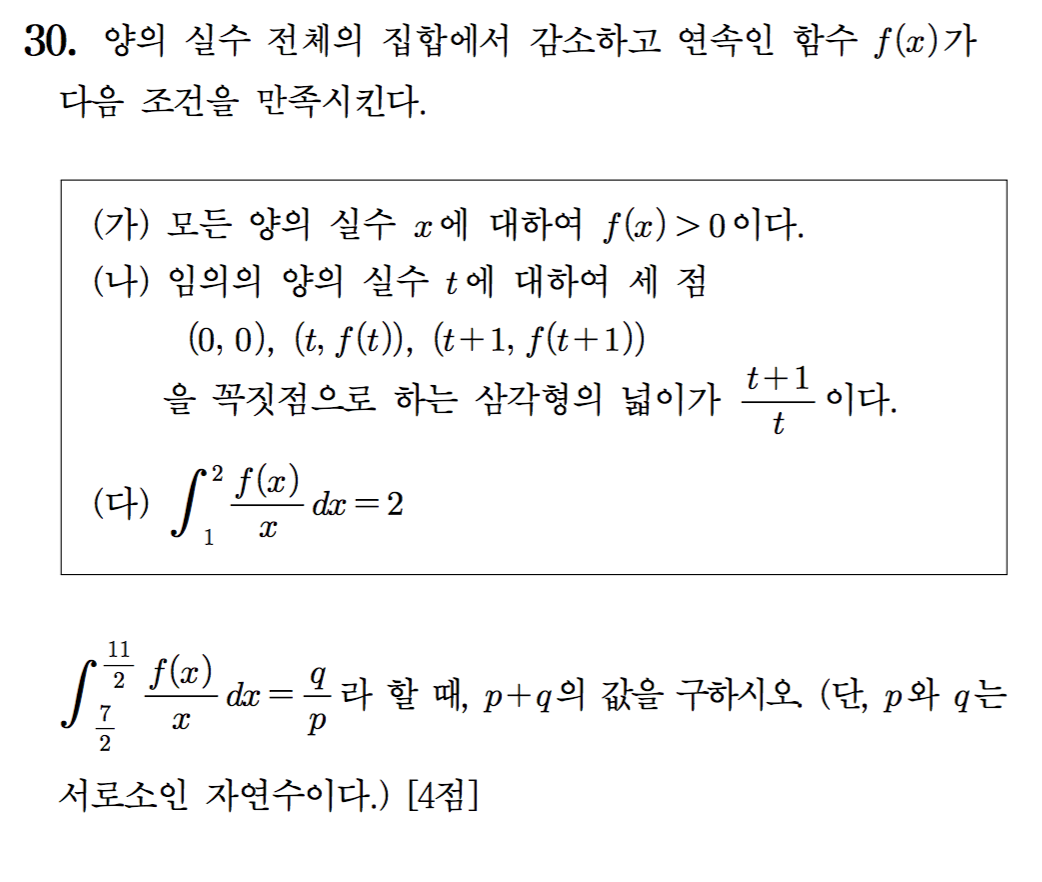 30. 양의 실수 전체의 집합에서 감소하고 연속인 함수 f(x)가
다음 조건을 만족시킨다.
(가) 모든 양의 실수 x에 대하여 f(x)>0이다.
(나) 임의의 양의 실수 t에 대하여 세 점
(0, 0), (t, f(t)), (t+1, f(t+1))
을 꼭짓점으로 하는 삼각형의 넓이가 \frac{t+1}{t}이다.
(다) \int_{1}^{2} \frac{f(x)}{x} dx = 2
\int_{\frac{7}{2}}^{\frac{11}{2}} \frac{f(x)}{x} dx = \frac{q}{p}라 할 때, p+q의 값을 구하시오. (단, p와 q는
서로소인 자연수이다.) [4점]